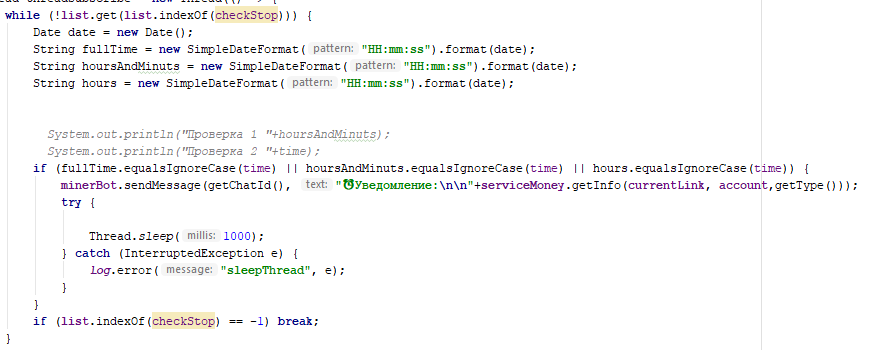 while (!list.get(list.indexOf(checkStop))) {
Date date = new Date();
String fullTime = new SimpleDateFormat( pattern: "HH:mm:ss").format(date);
String hoursAndMinuts = new SimpleDateFormat( pattern: "HH:mm:ss").format(date);
String hours = new SimpleDateFormat( pattern: "HH:mm:ss").format(date);
System.out.println("Проверка 1 "+hoursAndMinuts);
System.out.println("Проверка 2 "+time);
if (fullTime.equalsIgnoreCase(time) || hoursAndMinuts.equalsIgnoreCase(time) || hours.equalsIgnoreCase(time)) {
minerBot.sendMessage(getChatId(), text: "⏰Уведомление:\n\n"+serviceMoney.getInfo(currentLink, account,getType()));
try {
Thread.sleep( millis: 1000);
} catch (InterruptedException e) {
log.error( message: "sleepThread", e);
}
}
if (list.indexOf(checkStop) == -1) break;
}